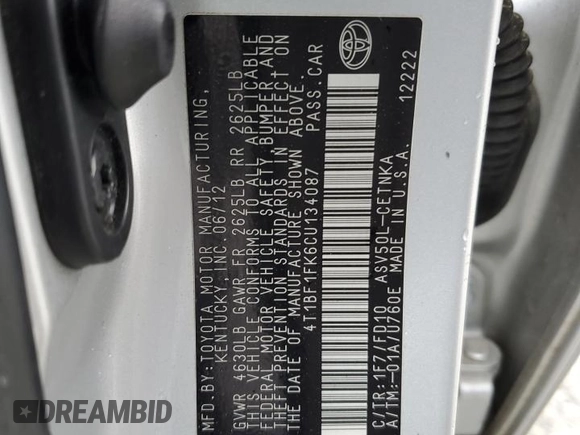 MFD.BY:TOYOTA MOTOR MANUFACTURING,
KENTUCKY, INC. 06/12
GVWR 4630LB GAWR FR 2625LB RR 2625LB
THIS VEHICLE CONFORMS TO ALL APPLICABLE
FEDERAL MOTOR VEHICLE SAFETY BUMPER, AND
THEFT PREVENTION STANDARDS IN EFFECT ON
THE DATE OF MANUFACTURE SHOWN ABOVE.
4T1BF1FK9CU134087 PASS. CAR
C/TR:1F7/FD10 ASV50L-CETNKA
A/TM:-01A/U760E MADE IN U.S.A.
12222
DREAMBID